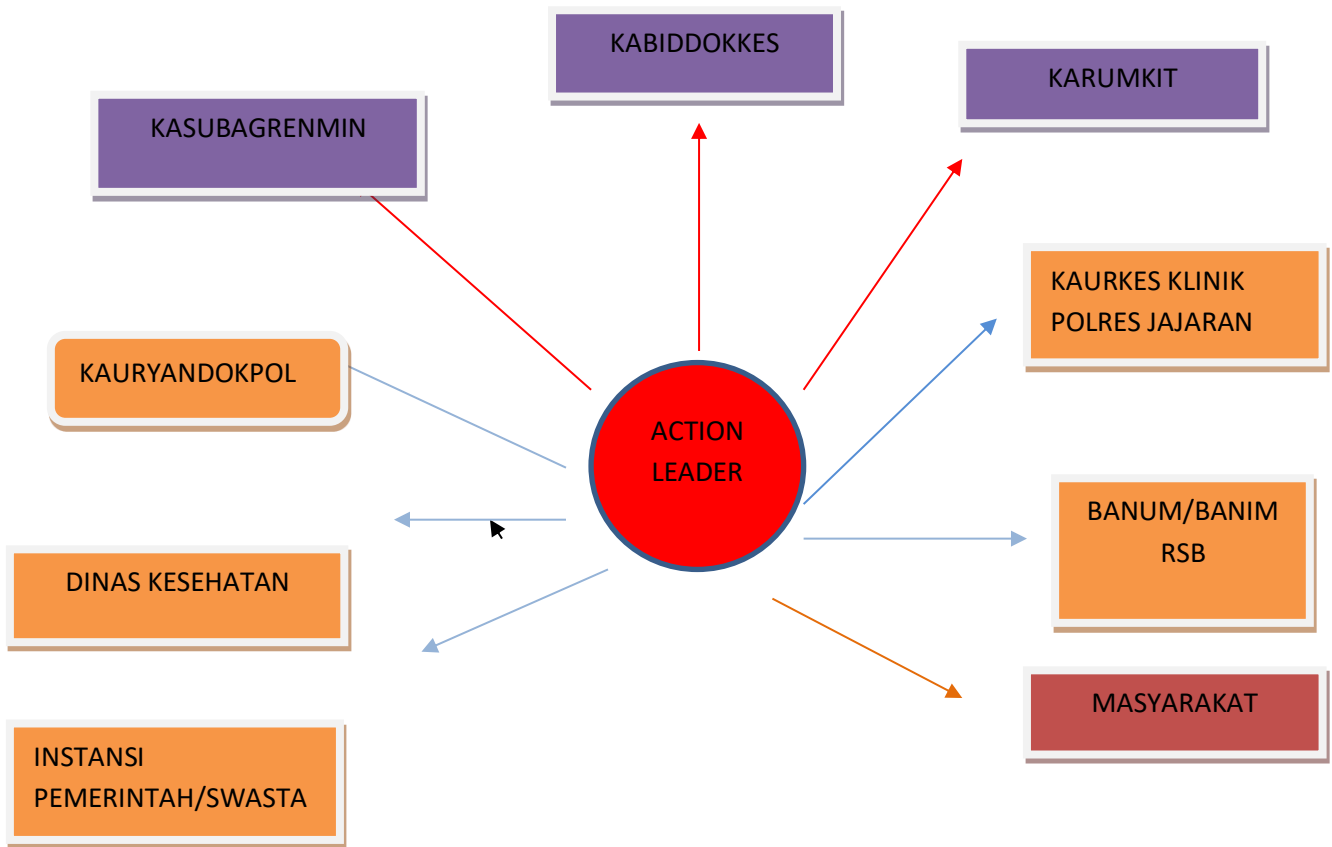 KABIDDOKKES
KARUMKIT
KASUBAGRENMIN
KAURKES KLINIK
POLRES JAJARAN
KAURYANDOKPOL
ACTION
LEADER
BANUM/BANIM
RSB
DINAS KESEHATAN
MASYARAKAT
INSTANSI
PEMERINTAH/SWASTA